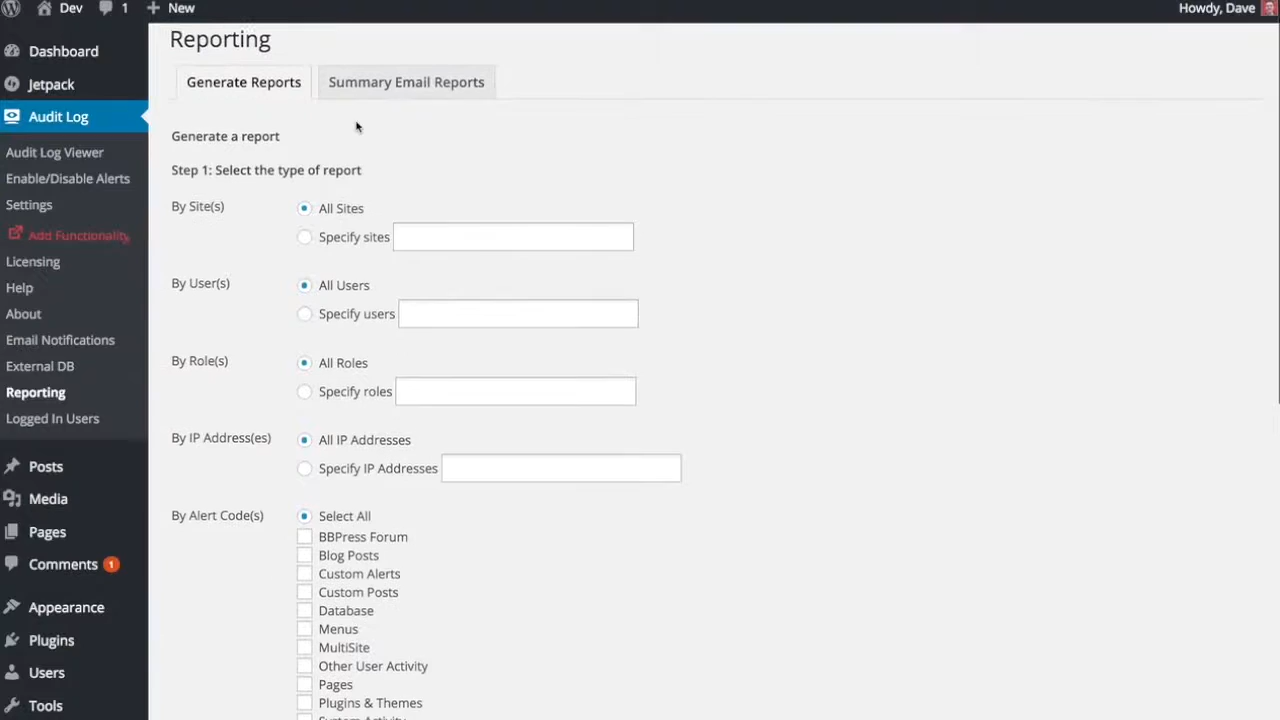 Dev 1 New Howdy, Dave
Dashboard
Jetpack
Audit Log
Audit Log Viewer
Enable/Disable Alerts
Settings
Add Functionality
Licensing
Help
About
Email Notifications
External DB
Reporting
Logged In Users
Posts
Media
Pages
Comments 1
Appearance
Plugins
Users
Tools
Reporting
Generate Reports Summary Email Reports
Generate a report
Step 1: Select the type of report
By Site(s) All Sites
Specify sites
By User(s) All Users
Specify users
By Role(s) All Roles
Specify roles
By IP Address(es) All IP Addresses
Specify IP Addresses
By Alert Code(s) Select All
BBPress Forum
Blog Posts
Custom Alerts
Custom Posts
Database
Menus
MultiSite
Other User Activity
Pages
Plugins & Themes
System Activity